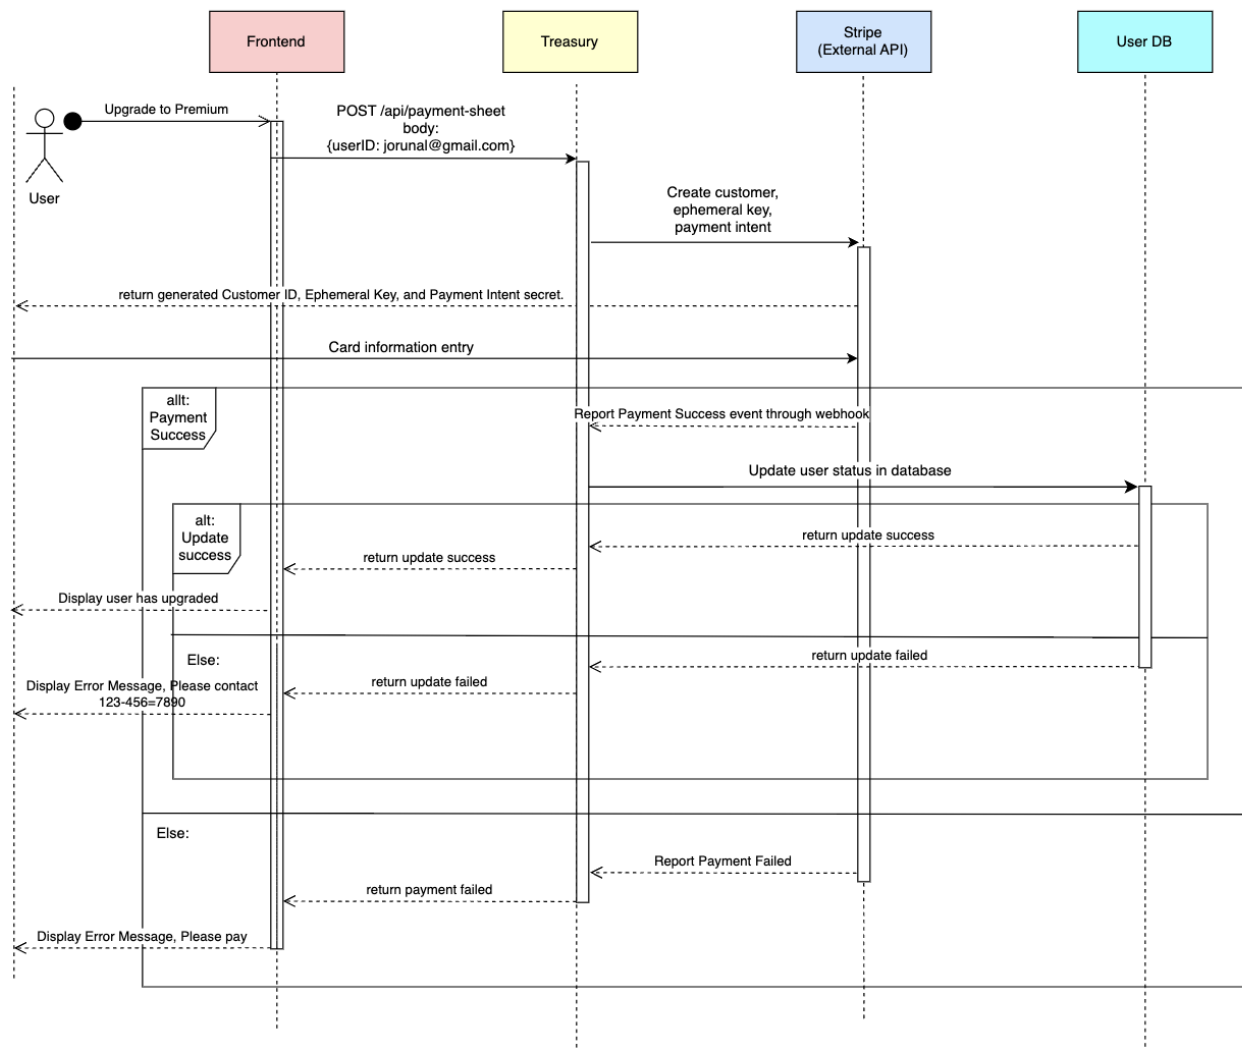 Frontend
Treasury
Stripe
(External API)
User DB
Upgrade to Premium
POST /api/payment-sheet
body:
{userID: jorunal@gmail.com}
User
Create customer,
ephemeral key,
payment intent
return generated Customer ID, Ephemeral Key, and Payment Intent secret.
Card information entry
allt:
Payment
Success
Report Payment Success event through webhook
Update user status in database
alt:
Update
success
return update success
return update success
Display user has upgraded
Else:
return update failed
return update failed
Display Error Message, Please contact
123-456=7890
Else:
Report Payment Failed
return payment failed
Display Error Message, Please pay